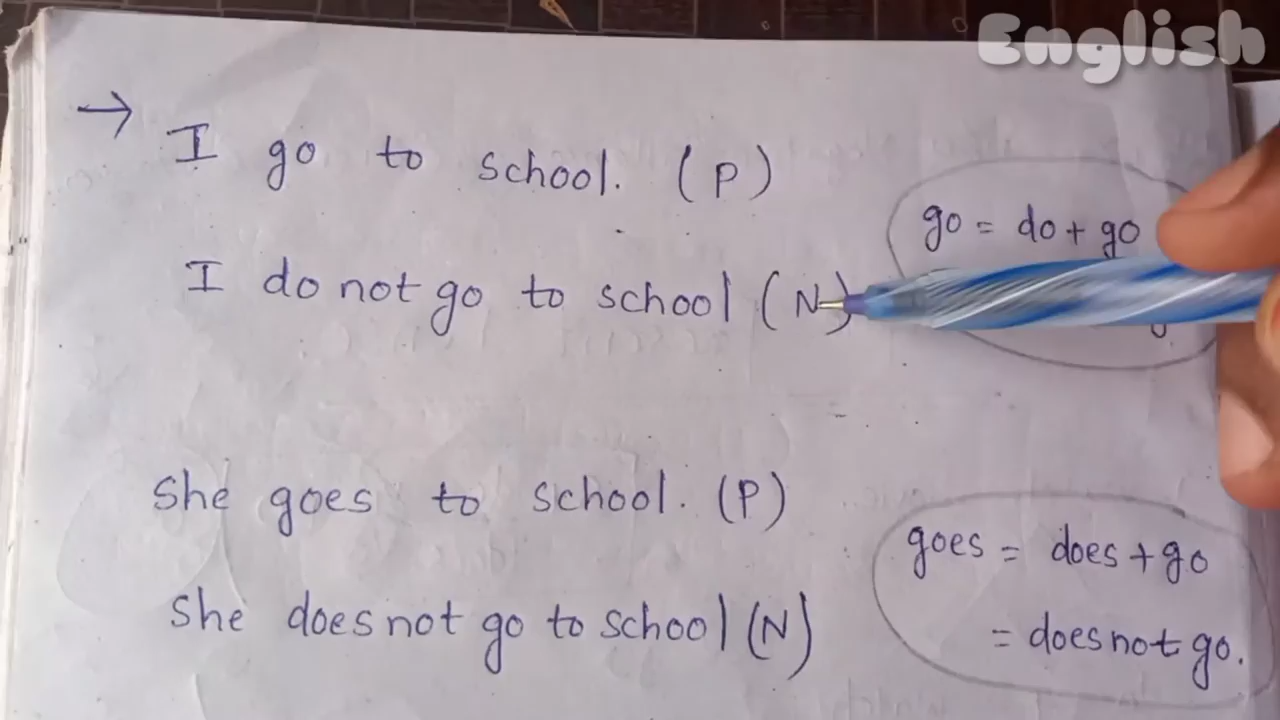 English
→ I go to school. (P)
go = do + go
I do not go to school (N)
She goes to school. (P)
goes = does + go
She does not go to school (N)
= does not go.